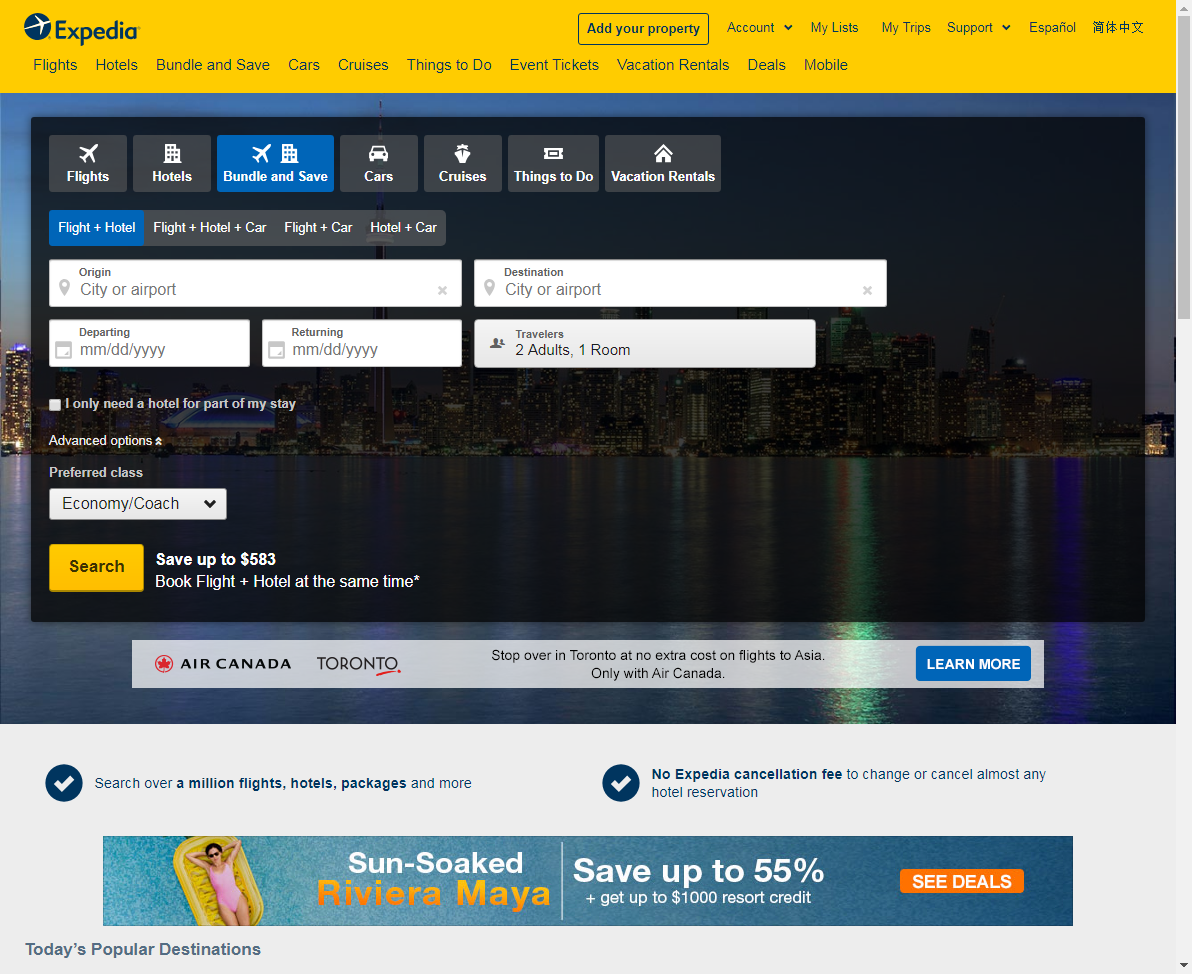 Expedia
Add your property
Account
My Lists
My Trips
Support
Español
简体中文
Flights
Hotels
Bundle and Save
Cars
Cruises
Things to Do
Event Tickets
Vacation Rentals
Deals
Mobile
Flights
Hotels
Bundle and Save
Cars
Cruises
Things to Do
Vacation Rentals
Flight + Hotel
Flight + Hotel + Car
Flight + Car
Hotel + Car
Origin
City or airport
Destination
City or airport
Departing
mm/dd/yyyy
Returning
mm/dd/yyyy
Travelers
2 Adults, 1 Room
I only need a hotel for part of my stay
Advanced options
Preferred class
Economy/Coach
Search
Save up to $583
Book Flight + Hotel at the same time*
AIR CANADA
TORONTO
Stop over in Toronto at no extra cost on flights to Asia.
Only with Air Canada.
LEARN MORE
Search over a million flights, hotels, packages and more
No Expedia cancellation fee to change or cancel almost any
hotel reservation
Sun-Soaked
Riviera Maya
Save up to 55%
+ get up to $1000 resort credit
SEE DEALS
Today’s Popular Destinations